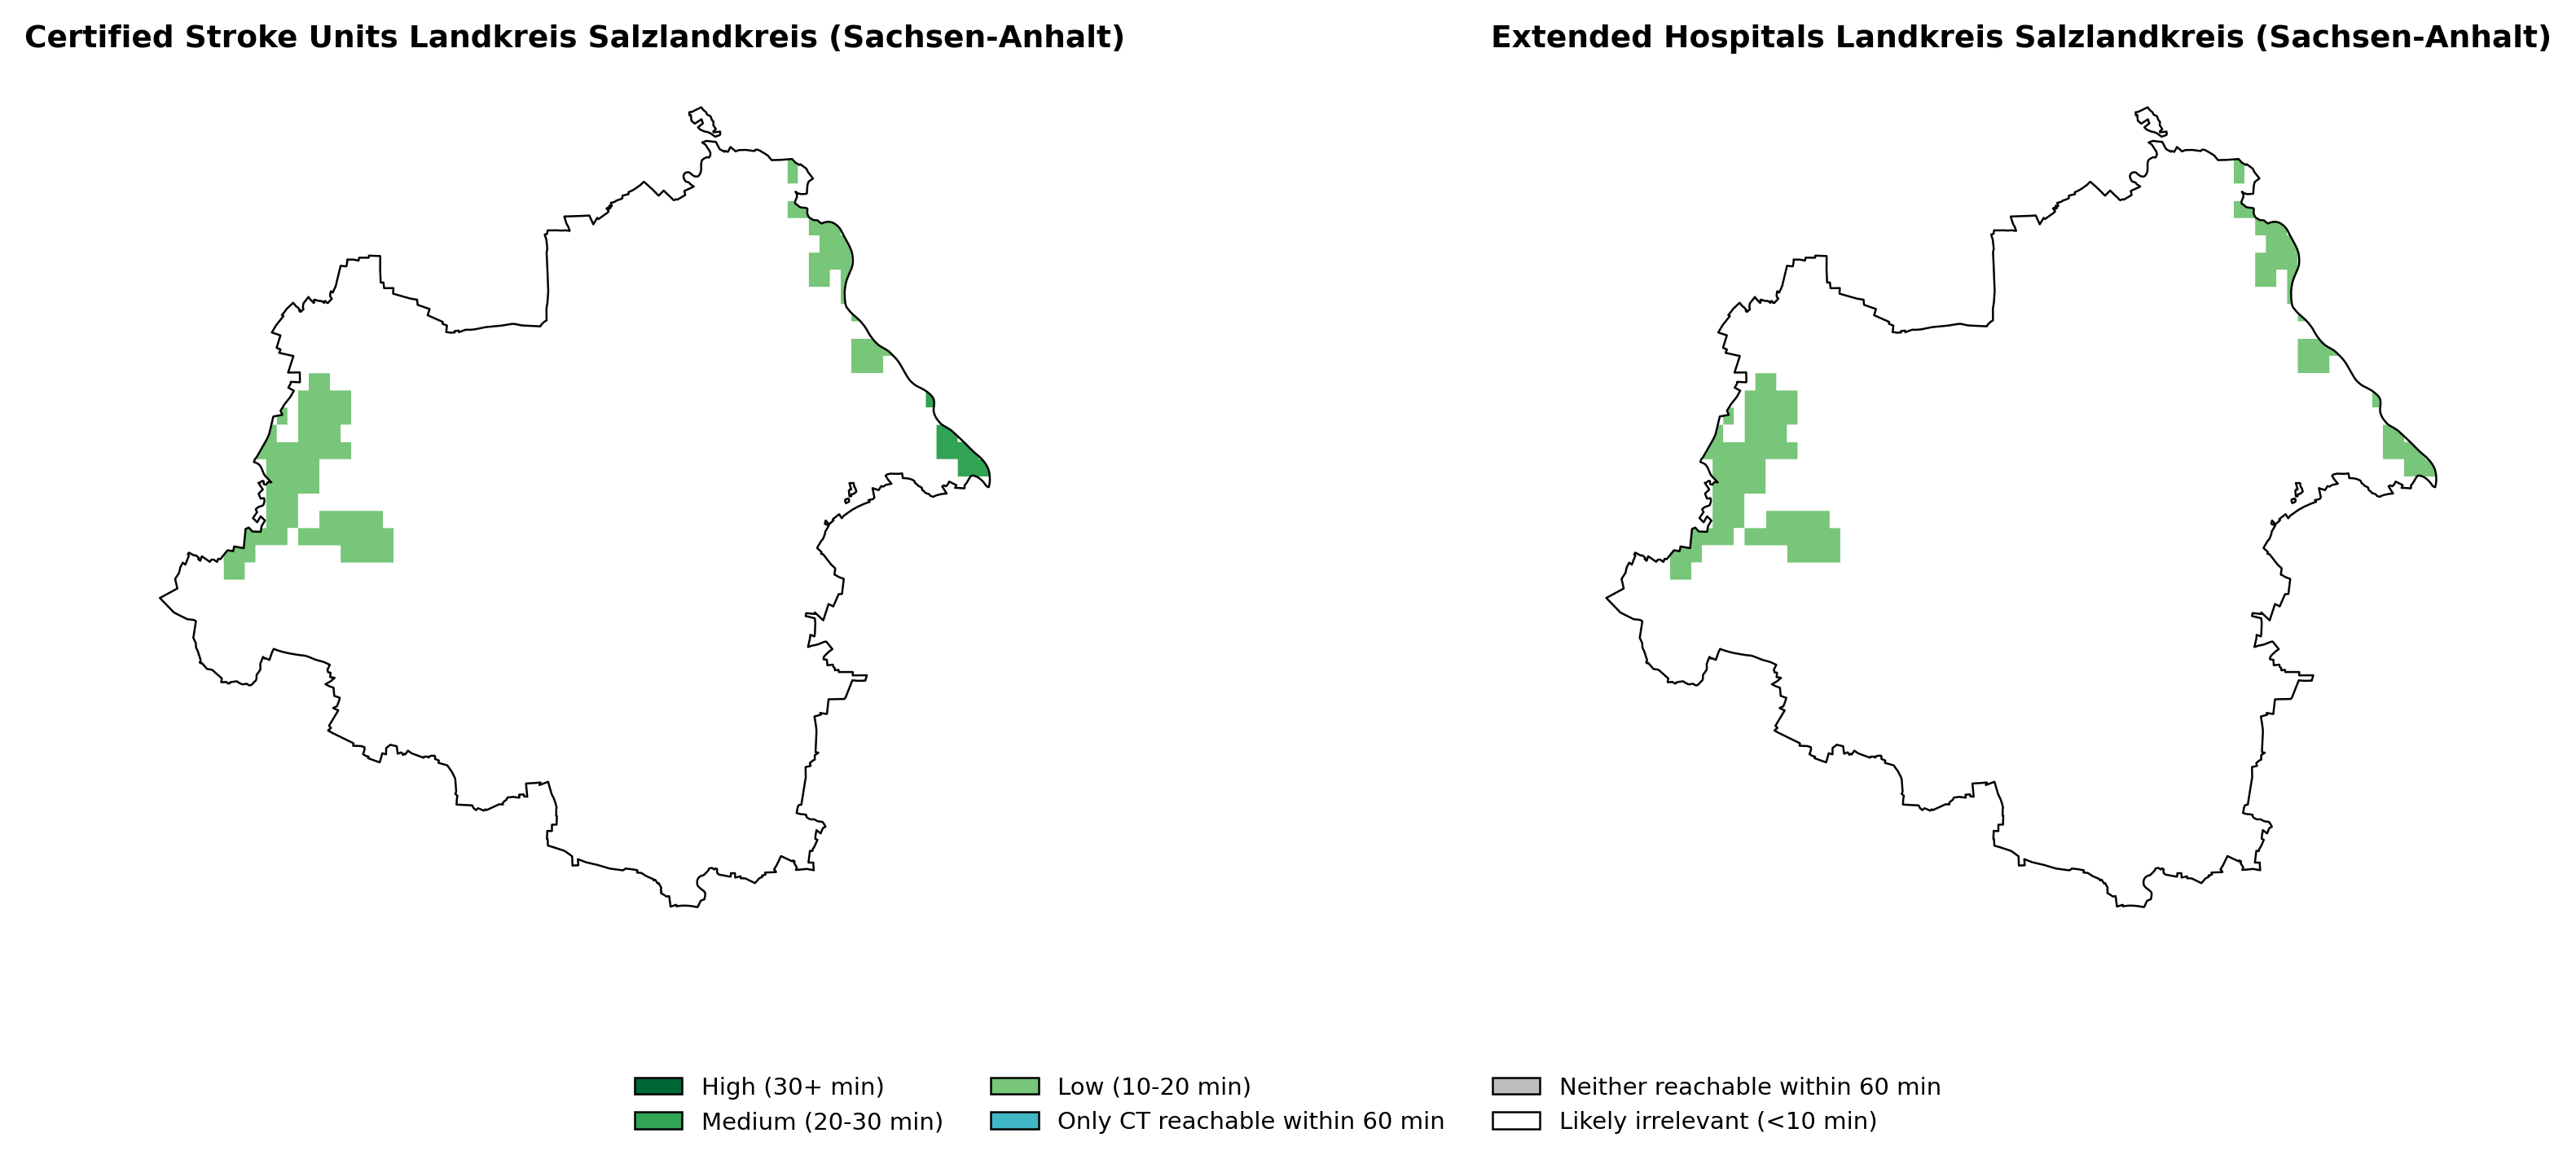 Certified Stroke Units Landkreis Salzlandkreis (Sachsen-Anhalt)
Extended Hospitals Landkreis Salzlandkreis (Sachsen-Anhalt)
High (30+ min)
Medium (20-30 min)
Low (10-20 min)
Only CT reachable within 60 min
Neither reachable within 60 min
Likely irrelevant (<10 min)